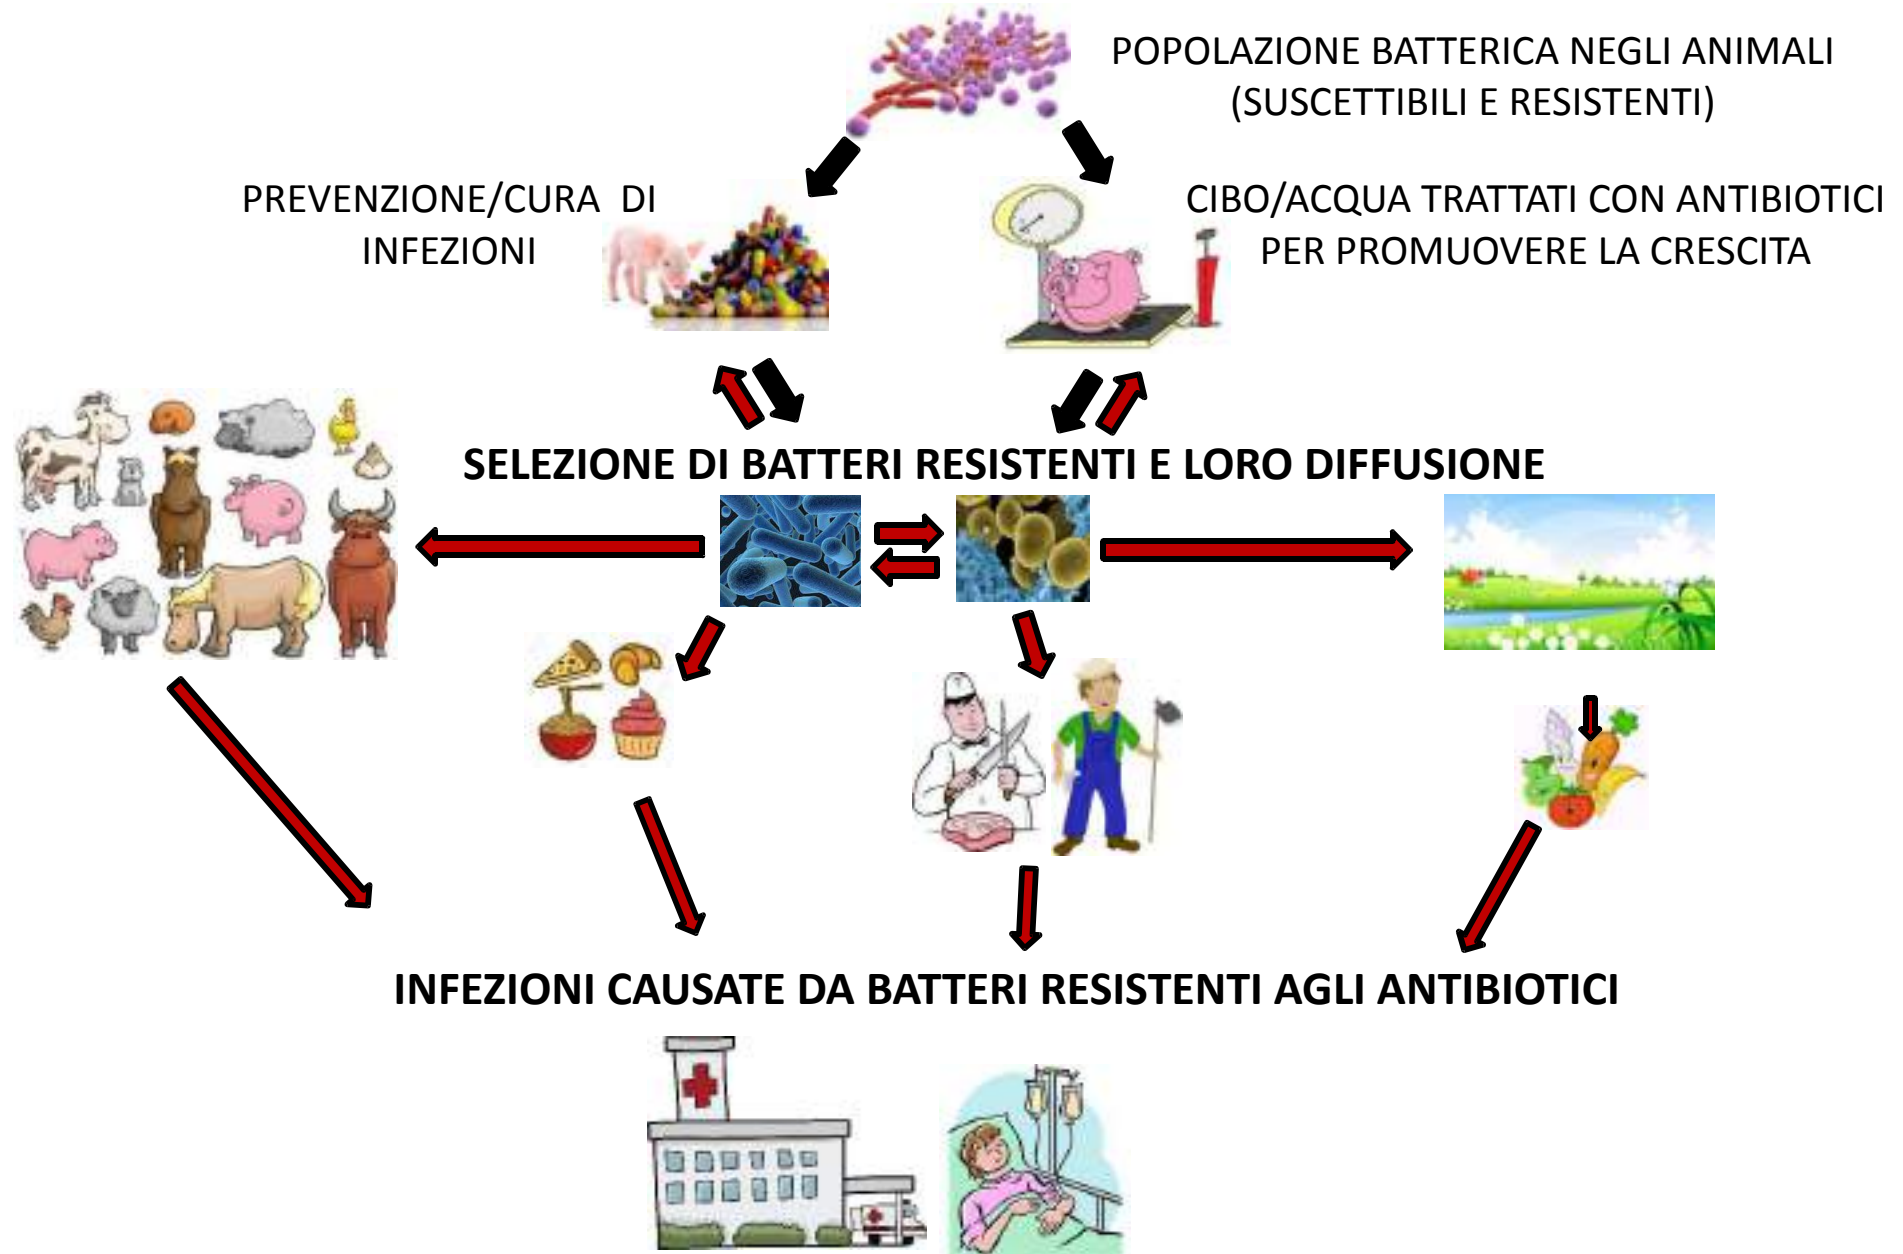 POPOLAZIONE BATTERICA NEGLI ANIMALI
(SUSCETTIBILI E RESISTENTI)
PREVENZIONE/CURA DI
INFEZIONI
CIBO/ACQUA TRATTATI CON ANTIBIOTICI
PER PROMUOVERE LA CRESCITA
SELEZIONE DI BATTERI RESISTENTI E LORO DIFFUSIONE
INFEZIONI CAUSATE DA BATTERI RESISTENTI AGLI ANTIBIOTICI